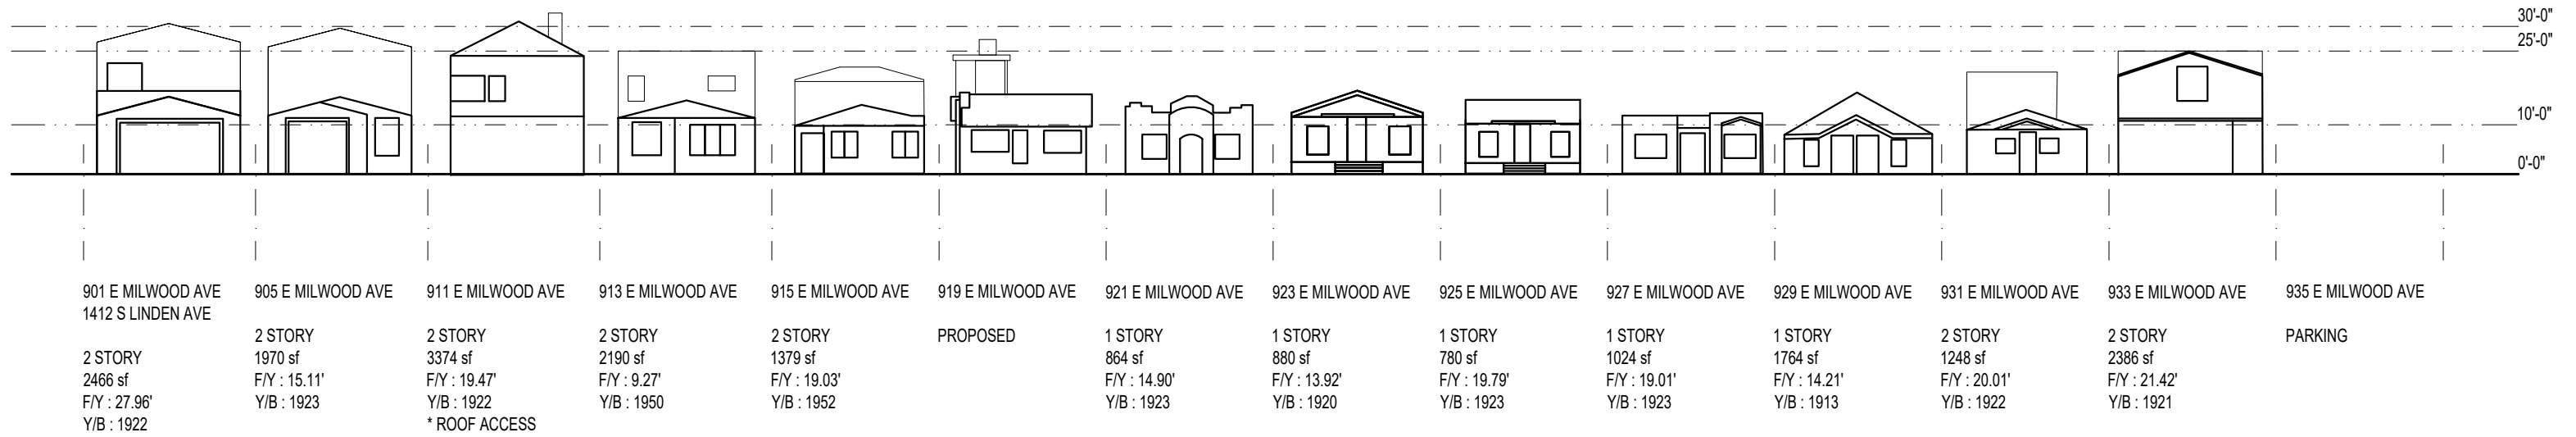 30'-0"
25'-0"
10'-0"
0'-0"
901 E MILWOOD AVE
1412 S LINDEN AVE
2 STORY
2466 sf
F/Y : 27.96'
Y/B : 1922
905 E MILWOOD AVE
2 STORY
1970 sf
F/Y : 15.11'
Y/B : 1923
911 E MILWOOD AVE
2 STORY
3374 sf
F/Y : 19.47'
Y/B : 1922
* ROOF ACCESS
913 E MILWOOD AVE
2 STORY
2190 sf
F/Y : 9.27'
Y/B : 1950
915 E MILWOOD AVE
2 STORY
1379 sf
F/Y : 19.03'
Y/B : 1952
919 E MILWOOD AVE
PROPOSED
921 E MILWOOD AVE
1 STORY
864 sf
F/Y : 14.90'
Y/B : 1923
923 E MILWOOD AVE
1 STORY
880 sf
F/Y : 13.92'
Y/B : 1920
925 E MILWOOD AVE
1 STORY
780 sf
F/Y : 19.79'
Y/B : 1923
927 E MILWOOD AVE
1 STORY
1024 sf
F/Y : 19.01'
Y/B : 1923
929 E MILWOOD AVE
1 STORY
1764 sf
F/Y : 14.21'
Y/B : 1913
931 E MILWOOD AVE
2 STORY
1248 sf
F/Y : 20.01'
Y/B : 1922
933 E MILWOOD AVE
2 STORY
2386 sf
F/Y : 21.42'
Y/B : 1921
935 E MILWOOD AVE
PARKING